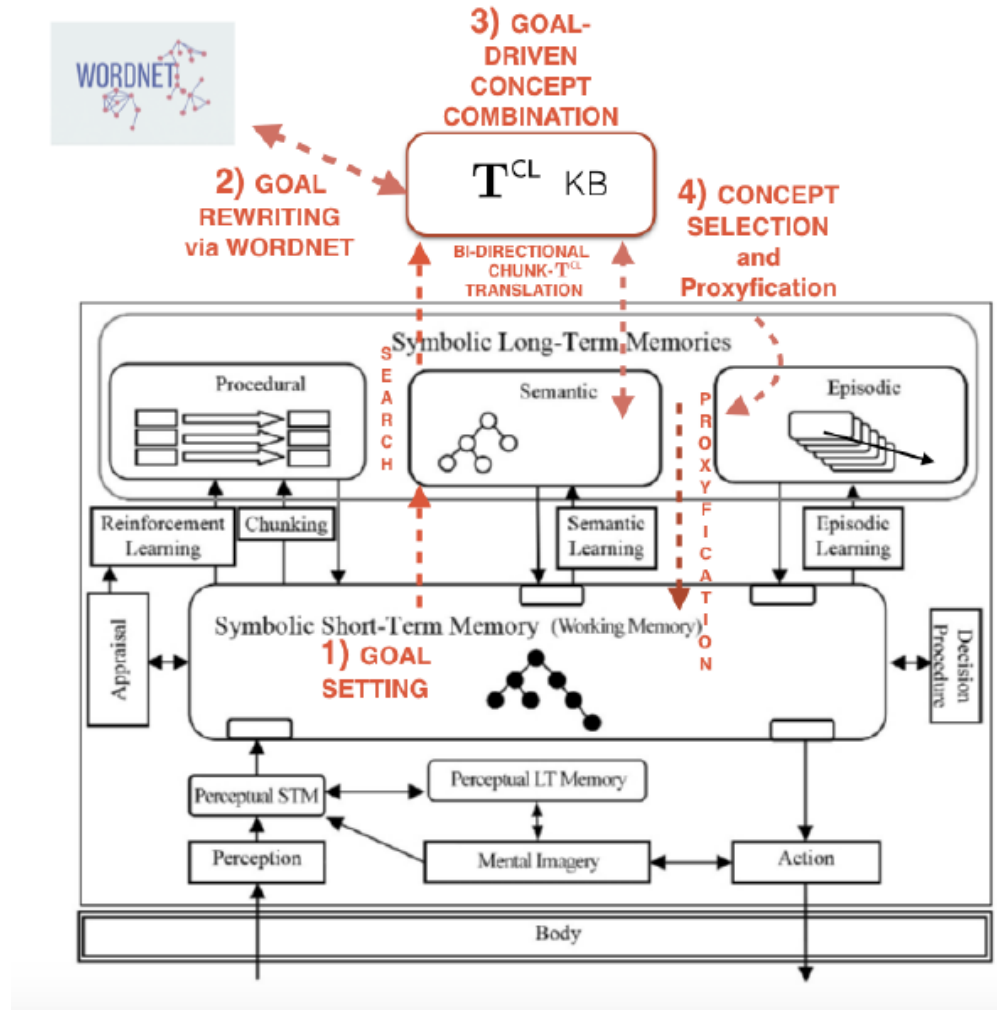 WORDNET
3) GOAL-
DRIVEN
CONCEPT
COMBINATION
T^CL KB
2) GOAL
REWRITING
via WORDNET
4) CONCEPT
SELECTION
and
Proxyfication
BI-DIRECTIONAL
CHUNK-T^CL
TRANSLATION
Symbolic Long-Term Memories
Procedural
SEARCH
Semantic
PROXYFICATION
Episodic
Reinforcement
Learning
Chunking
Semantic
Learning
Episodic
Learning
Symbolic Short-Term Memory (Working Memory)
1) GOAL
SETTING
Appraisal
Decision
Procedure
Perceptual STM
Perceptual LT Memory
Perception
Mental Imagery
Action
Body